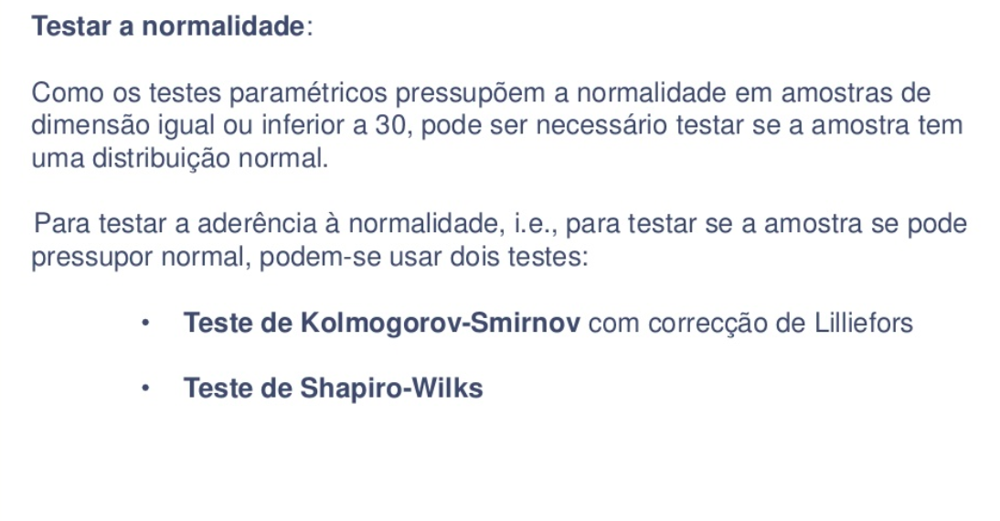 Testar a normalidade:
Como os testes paramétricos pressupõem a normalidade em amostras de
dimensão igual ou inferior a 30, pode ser necessário testar se a amostra tem
uma distribuição normal.
Para testar a aderência à normalidade, i.e., para testar se a amostra se pode
pressupor normal, podem-se usar dois testes:
• Teste de Kolmogorov-Smirnov com correcção de Lilliefors
• Teste de Shapiro-Wilks